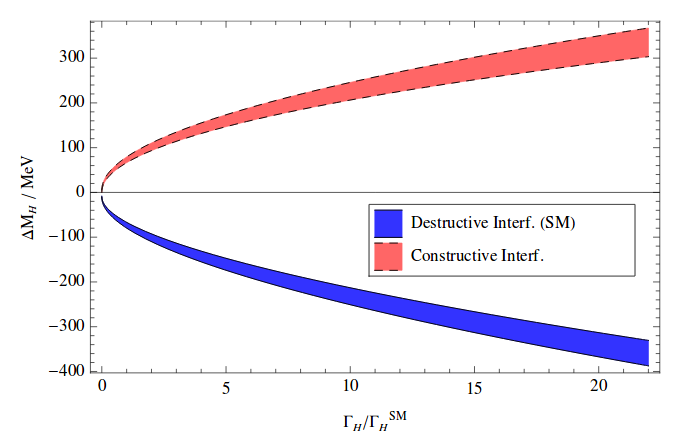 300
200
100
0
−100
−200
−300
−400
ΔM_H / MeV
Destructive Interf. (SM)
Constructive Interf.
0 5 10 15 20
Γ_H/Γ_H^SM